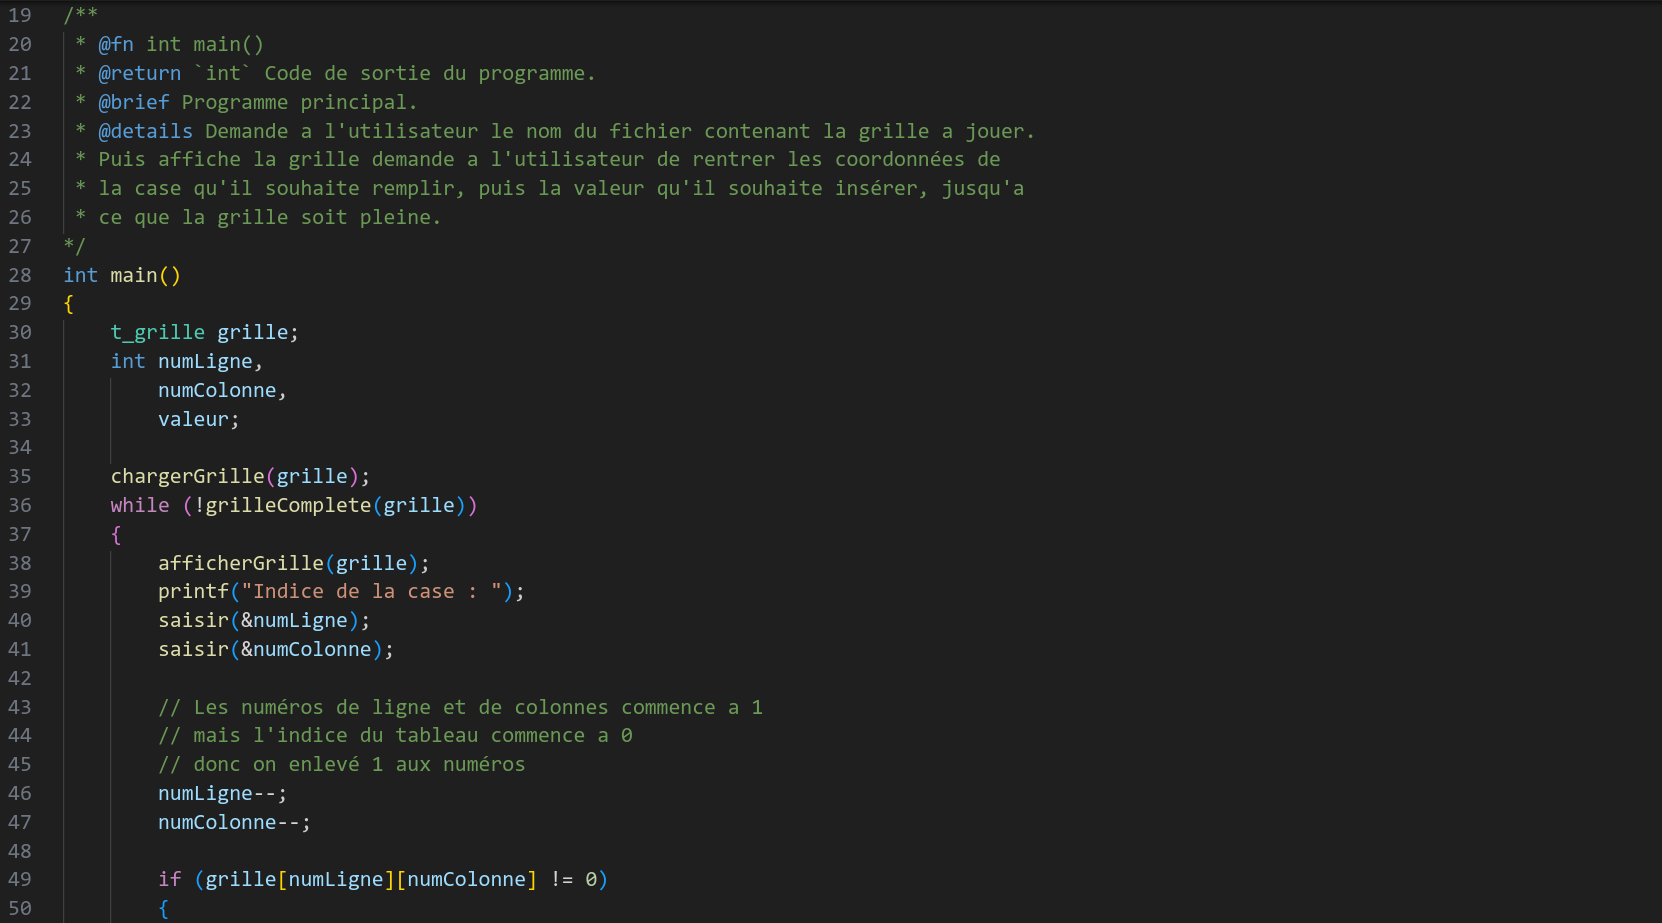 19 /**
20  * @fn int main()
21  * @return `int` Code de sortie du programme.
22  * @brief Programme principal.
23  * @details Demande a l'utilisateur le nom du fichier contenant la grille a jouer.
24  * Puis affiche la grille demande a l'utilisateur de rentrer les coordonnées de
25  * la case qu'il souhaite remplir, puis la valeur qu'il souhaite insérer, jusqu'a
26  * ce que la grille soit pleine.
27 */
28 int main()
29 {
30     t_grille grille;
31     int numLigne,
32         numColonne,
33         valeur;
34
35     chargerGrille(grille);
36     while (!grilleComplete(grille))
37     {
38         afficherGrille(grille);
39         printf("Indice de la case : ");
40         saisir(&numLigne);
41         saisir(&numColonne);
42
43         // Les numéros de ligne et de colonnes commence a 1
44         // mais l'indice du tableau commence a 0
45         // donc on enlevé 1 aux numéros
46         numLigne--;
47         numColonne--;
48
49         if (grille[numLigne][numColonne] != 0)
50         {